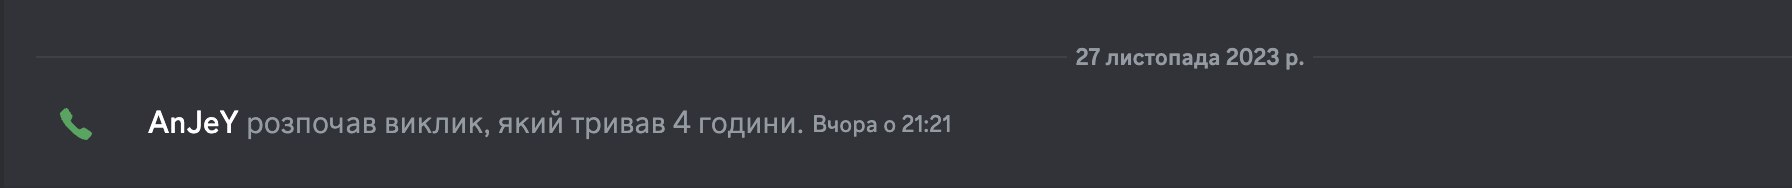 27 листопада 2023 р.
AnJeY розпочав виклик, який тривав 4 години. Вчора о 21:21